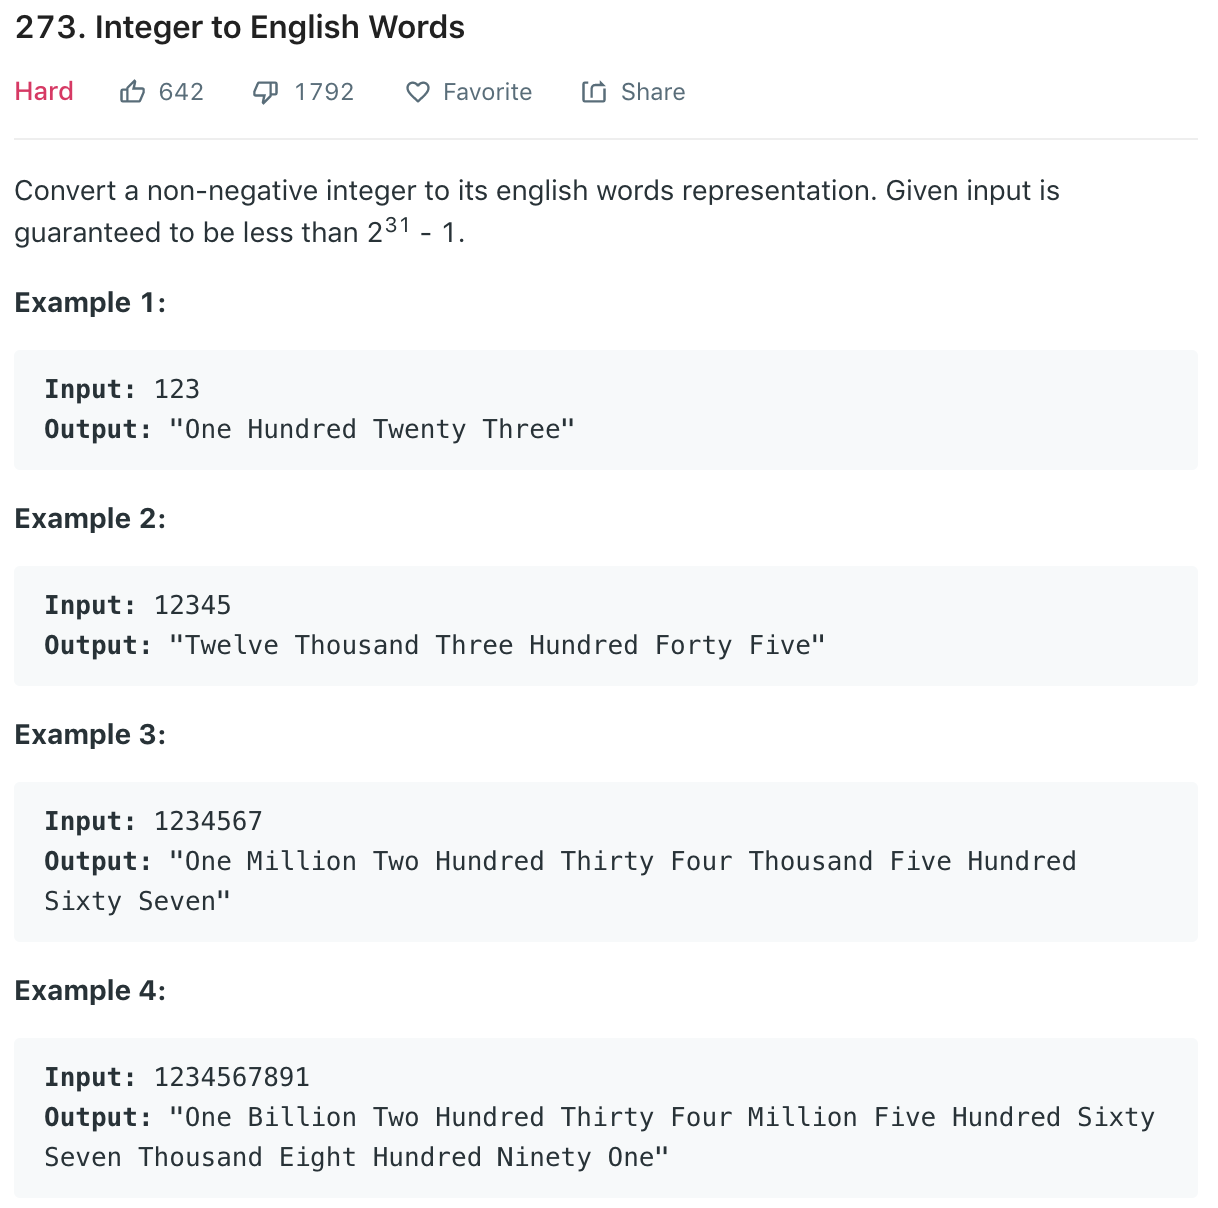 273. Integer to English Words
Hard 642 1792 Favorite Share
Convert a non-negative integer to its english words representation. Given input is
guaranteed to be less than 2³¹ - 1.
Example 1:
Input: 123
Output: "One Hundred Twenty Three"
Example 2:
Input: 12345
Output: "Twelve Thousand Three Hundred Forty Five"
Example 3:
Input: 1234567
Output: "One Million Two Hundred Thirty Four Thousand Five Hundred
Sixty Seven"
Example 4:
Input: 1234567891
Output: "One Billion Two Hundred Thirty Four Million Five Hundred Sixty
Seven Thousand Eight Hundred Ninety One"